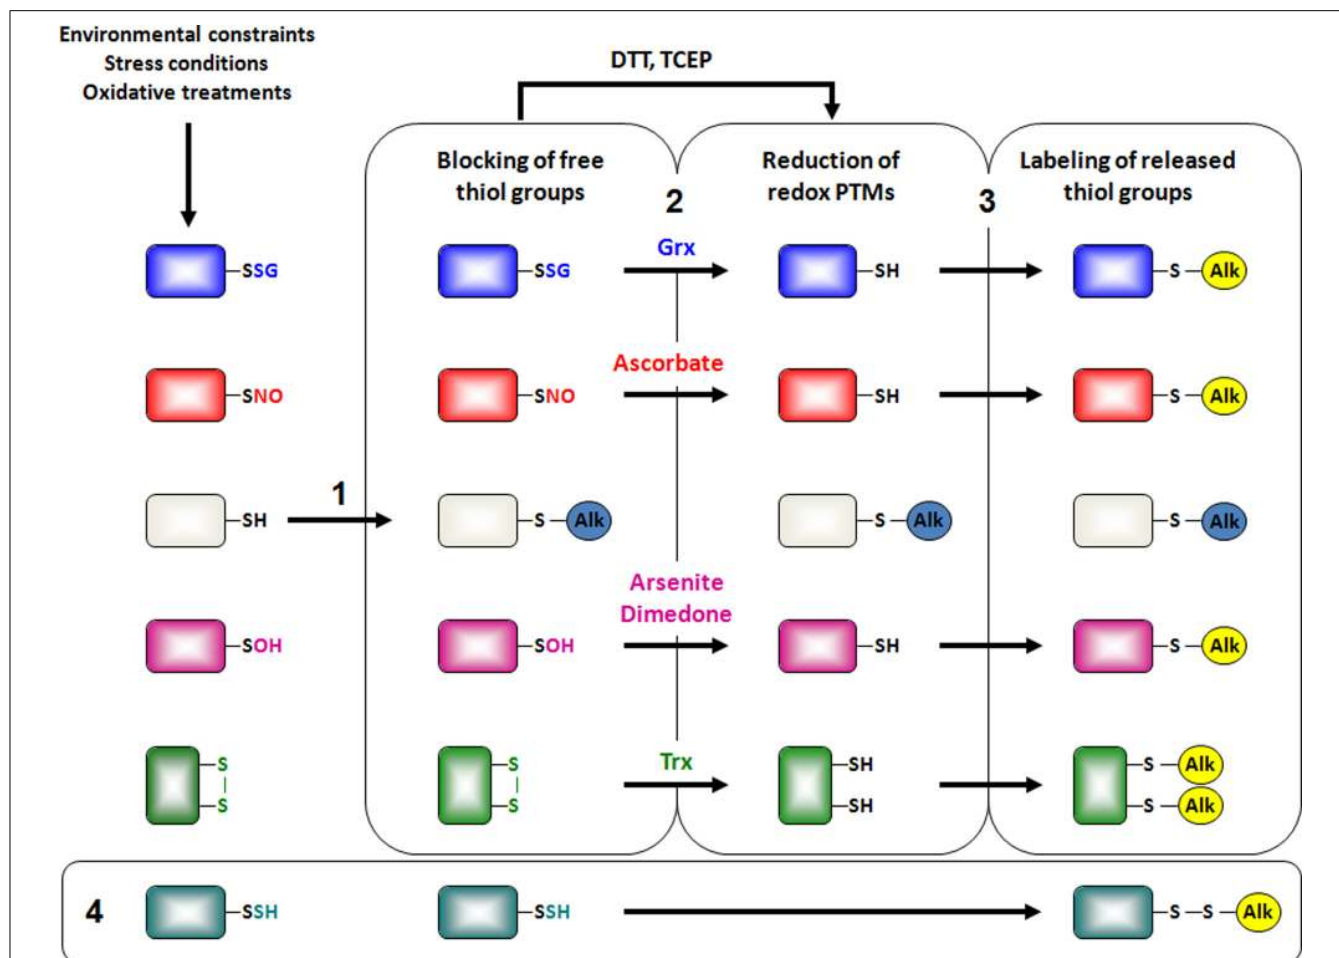 Environmental constraints
Stress conditions
Oxidative treatments
DTT, TCEP
Blocking of free
thiol groups
2
Reduction of
redox PTMs
3
Labeling of released
thiol groups
SSG
SSG
Grx
SH
S
Alk
SNO
SNO
Ascorbate
SH
S
Alk
SH
1
S
Alk
S
Alk
S
Alk
SOH
SOH
Arsenite
Dimedone
SH
S
Alk
S
S
S
S
Trx
SH
SH
S
Alk
S
Alk
4
SSH
SSH
S
S
Alk